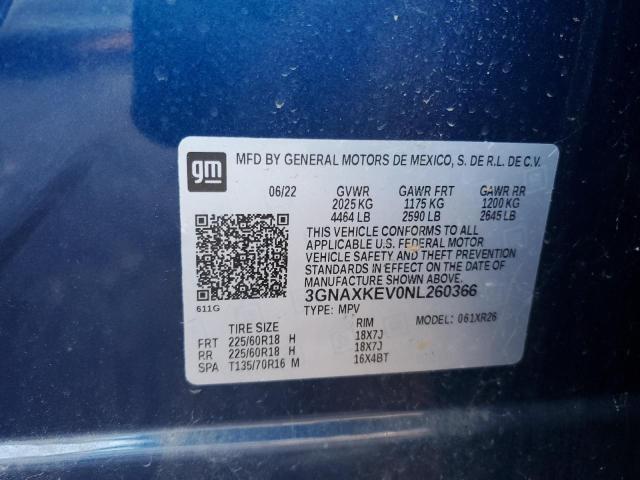 gm
MFD BY GENERAL MOTORS DE MEXICO, S. DE R.L. DE C.V.
06/22 GVWR GAWR FRT GAWR RR
2025 KG 1175 KG 1200 KG
4464 LB 2590 LB 2645 LB
THIS VEHICLE CONFORMS TO ALL
APPLICABLE U.S. FEDERAL MOTOR
VEHICLE SAFETY AND THEFT PREVENTION
STANDARDS IN EFFECT ON THE DATE OF
MANUFACTURE SHOWN ABOVE.
611G
3GNAXKEV0NL260366
TYPE: MPV MODEL: 061XR26
TIRE SIZE RIM
FRT 225/60R18 H 18X7J
RR 225/60R18 H 18X7J
SPA T135/70R16 M 16X4BT